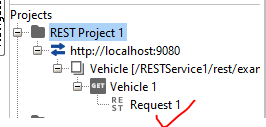 Projects
REST Project 1
http://localhost:9080
Vehicle [/RESTService1/rest/exar
GET Vehicle 1
REST Request 1